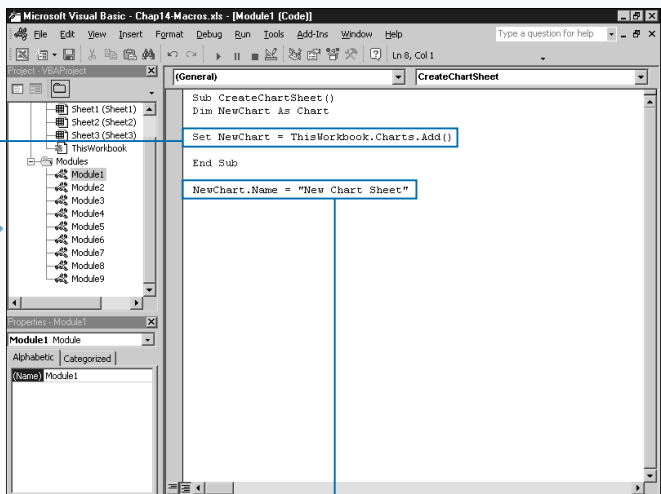 Microsoft Visual Basic - Chap14-Macros.xls - [Module1 (Code)]
File Edit View Insert Format Debug Run Tools Add-Ins Window Help
Type a question for help
Ln 8, Col 1
Project - VBAProject
(General)
CreateChartSheet
Sheet1 (Sheet1)
Sheet2 (Sheet2)
Sheet3 (Sheet3)
ThisWorkbook
Modules
Module1
Module2
Module3
Module4
Module5
Module6
Module7
Module8
Module9
Sub CreateChartSheet()
Dim NewChart As Chart
Set NewChart = ThisWorkbook.Charts.Add()
End Sub
NewChart.Name = "New Chart Sheet"
Properties - Module1
Module1 Module
Alphabetic Categorized
(Name) Module1